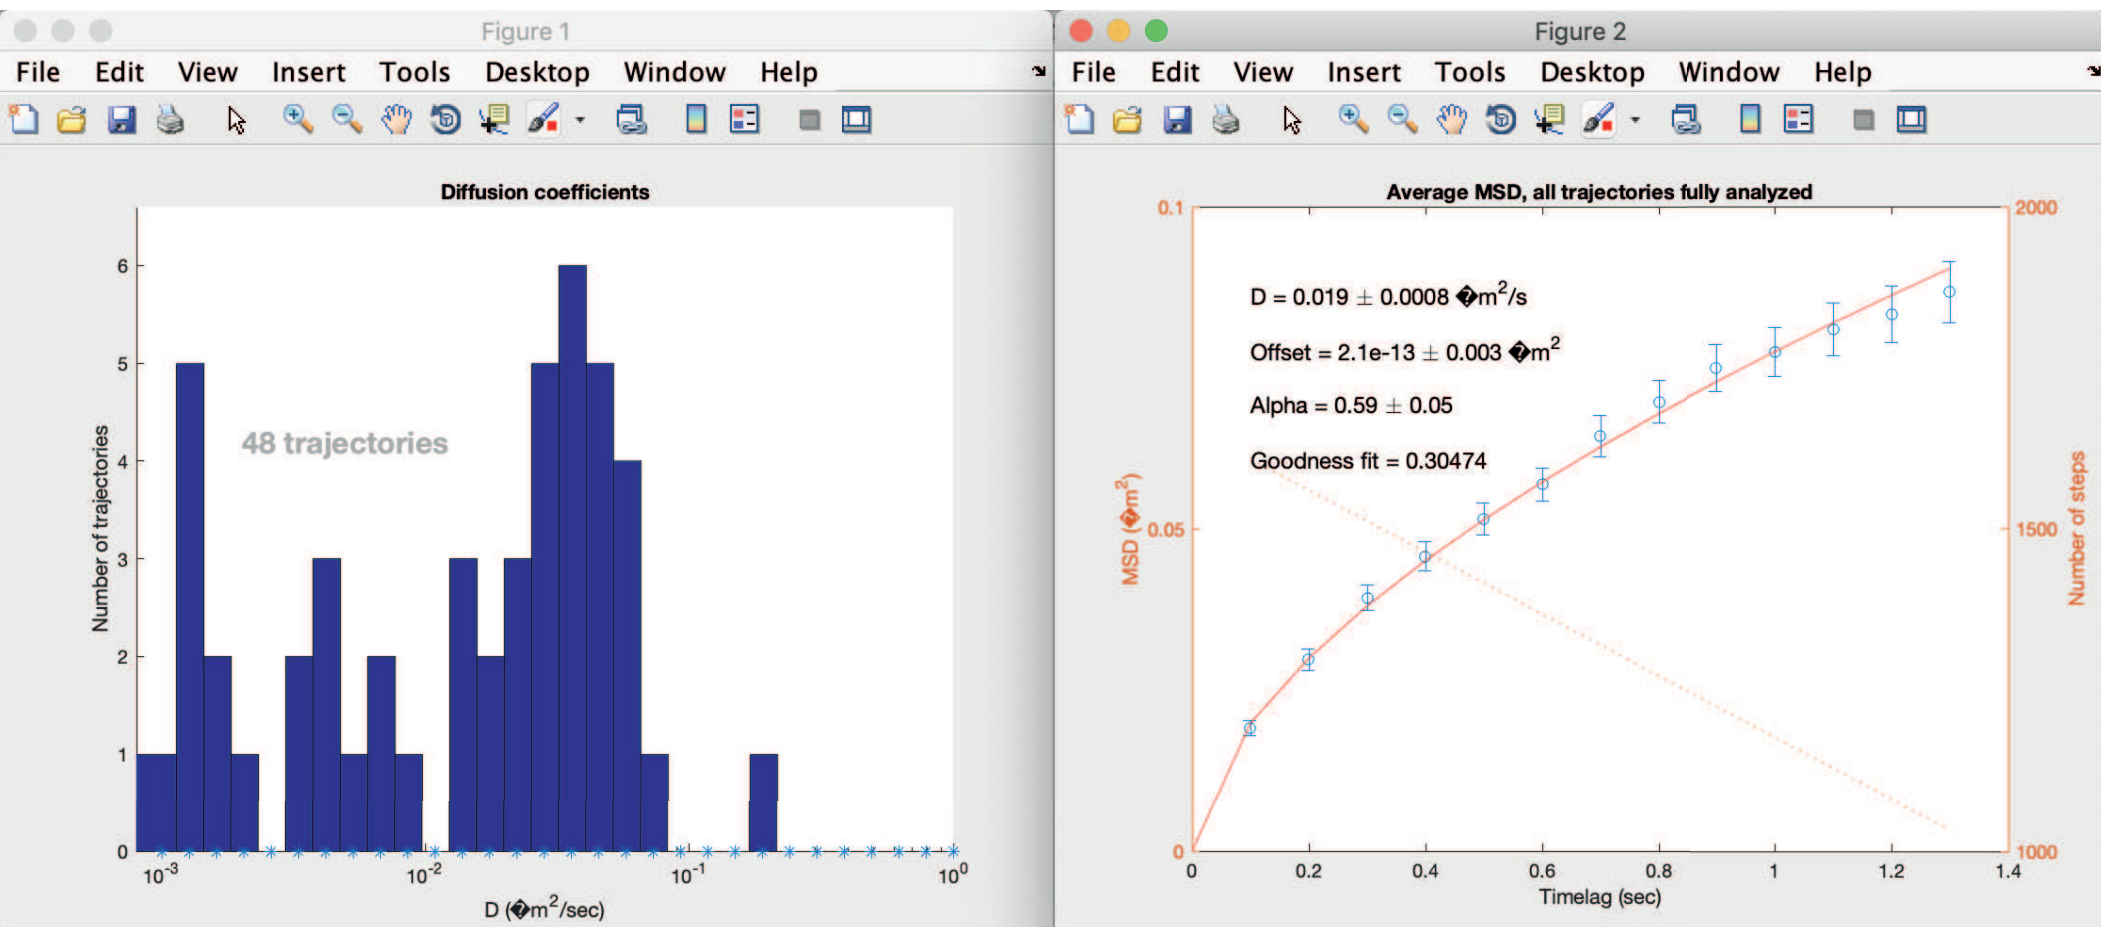 Figure 1
File Edit View Insert Tools Desktop Window Help
Diffusion coefficients
6
5
4
3
2
1
0
Number of trajectories
48 trajectories
10^-3 10^-2 10^-1 10^0
D (�m^2/sec)
Figure 2
File Edit View Insert Tools Desktop Window Help
Average MSD, all trajectories fully analyzed
0.1
0.05
0
MSD (�m^2)
D = 0.019 ± 0.0008 �m^2/s
Offset = 2.1e-13 ± 0.003 �m^2
Alpha = 0.59 ± 0.05
Goodness fit = 0.30474
2000
1500
1000
Number of steps
0 0.2 0.4 0.6 0.8 1 1.2 1.4
Timelag (sec)